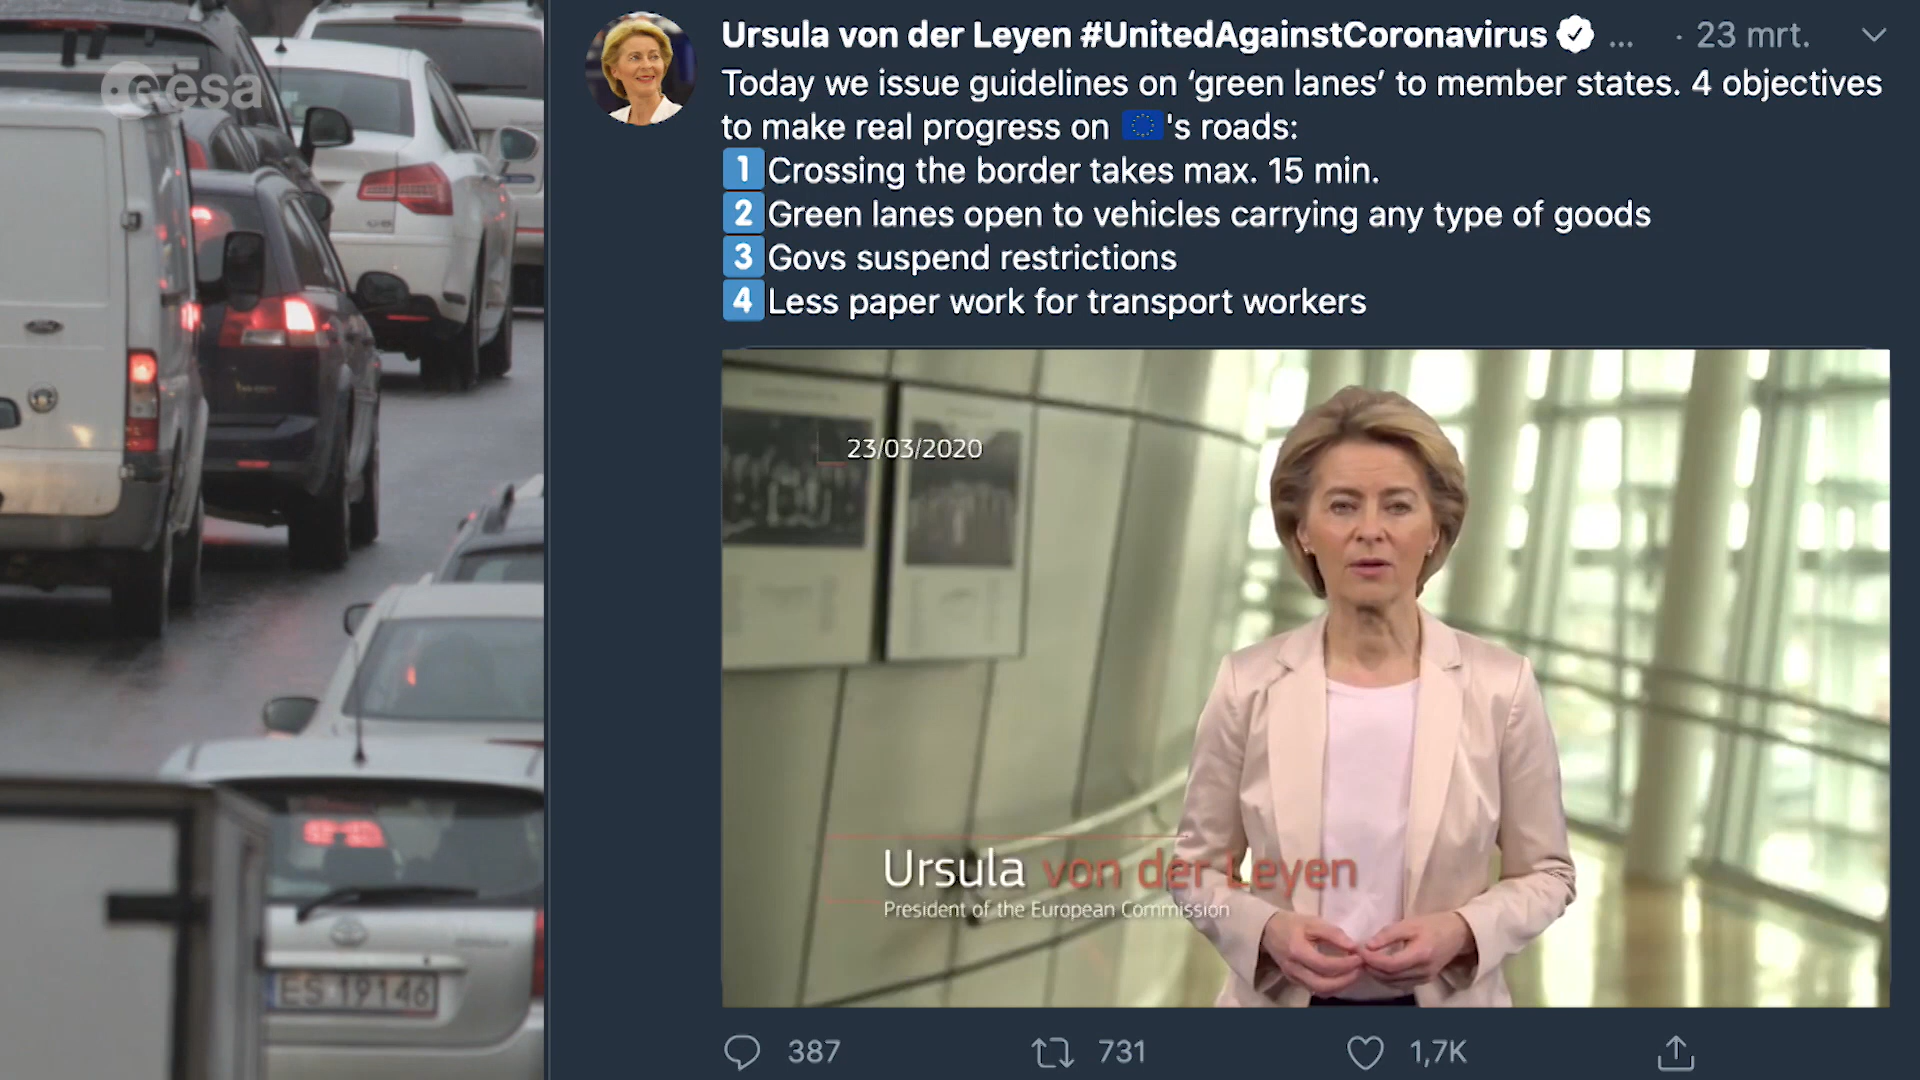 esa
Ursula von der Leyen #UnitedAgainstCoronavirus ... · 23 mrt.
Today we issue guidelines on ‘green lanes’ to member states. 4 objectives
to make real progress on 🇪🇺's roads:
1 Crossing the border takes max. 15 min.
2 Green lanes open to vehicles carrying any type of goods
3 Govs suspend restrictions
4 Less paper work for transport workers
23/03/2020
Ursula von der Leyen
President of the European Commission
ES 19146
387 731 1,7K